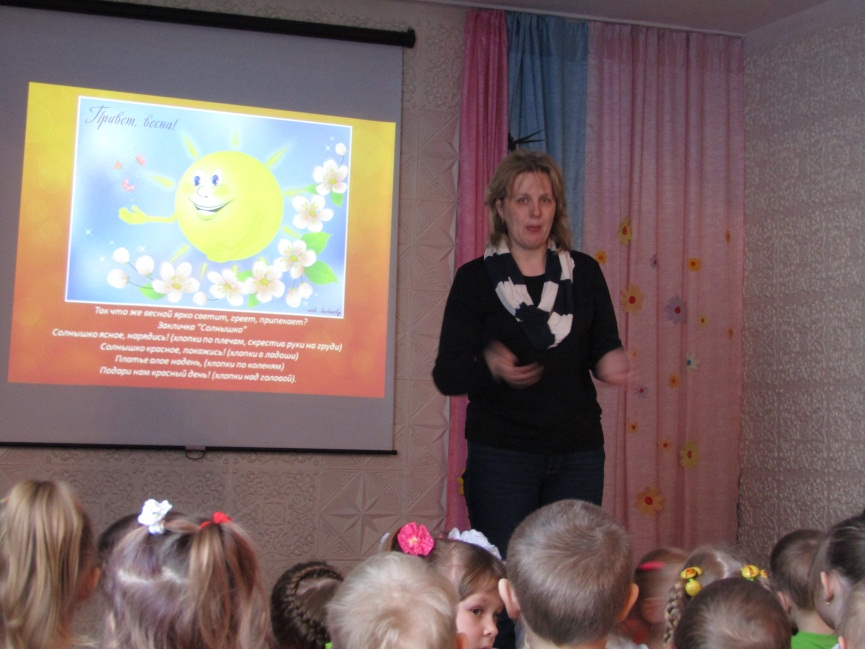 Привет, весна!
Так что же весной ярко светит, греет, припекает?
Закличка "Солнышко"
Солнышко ясное, нарядись! (хлопки по плечам, скрестив руки на груди)
Солнышко красное, покажись! (хлопки в ладоши)
Платье алое надень, (хлопки по коленям)
Подари нам красный день! (хлопки над головой).